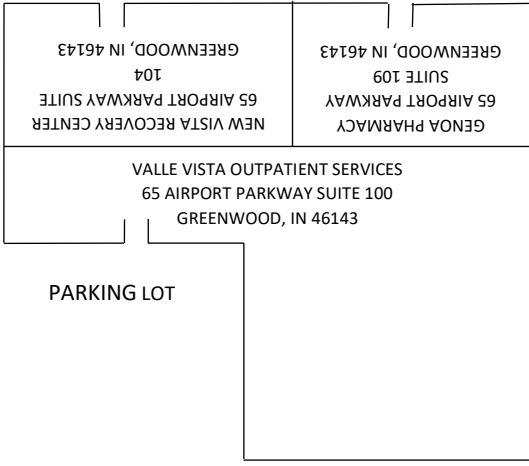 NEW VISTA RECOVERY CENTER
65 AIRPORT PARKWAY SUITE
104
GREENWOOD, IN 46143
GENOA PHARMACY
65 AIRPORT PARKWAY
SUITE 109
GREENWOOD, IN 46143
VALLE VISTA OUTPATIENT SERVICES
65 AIRPORT PARKWAY SUITE 100
GREENWOOD, IN 46143
PARKING LOT